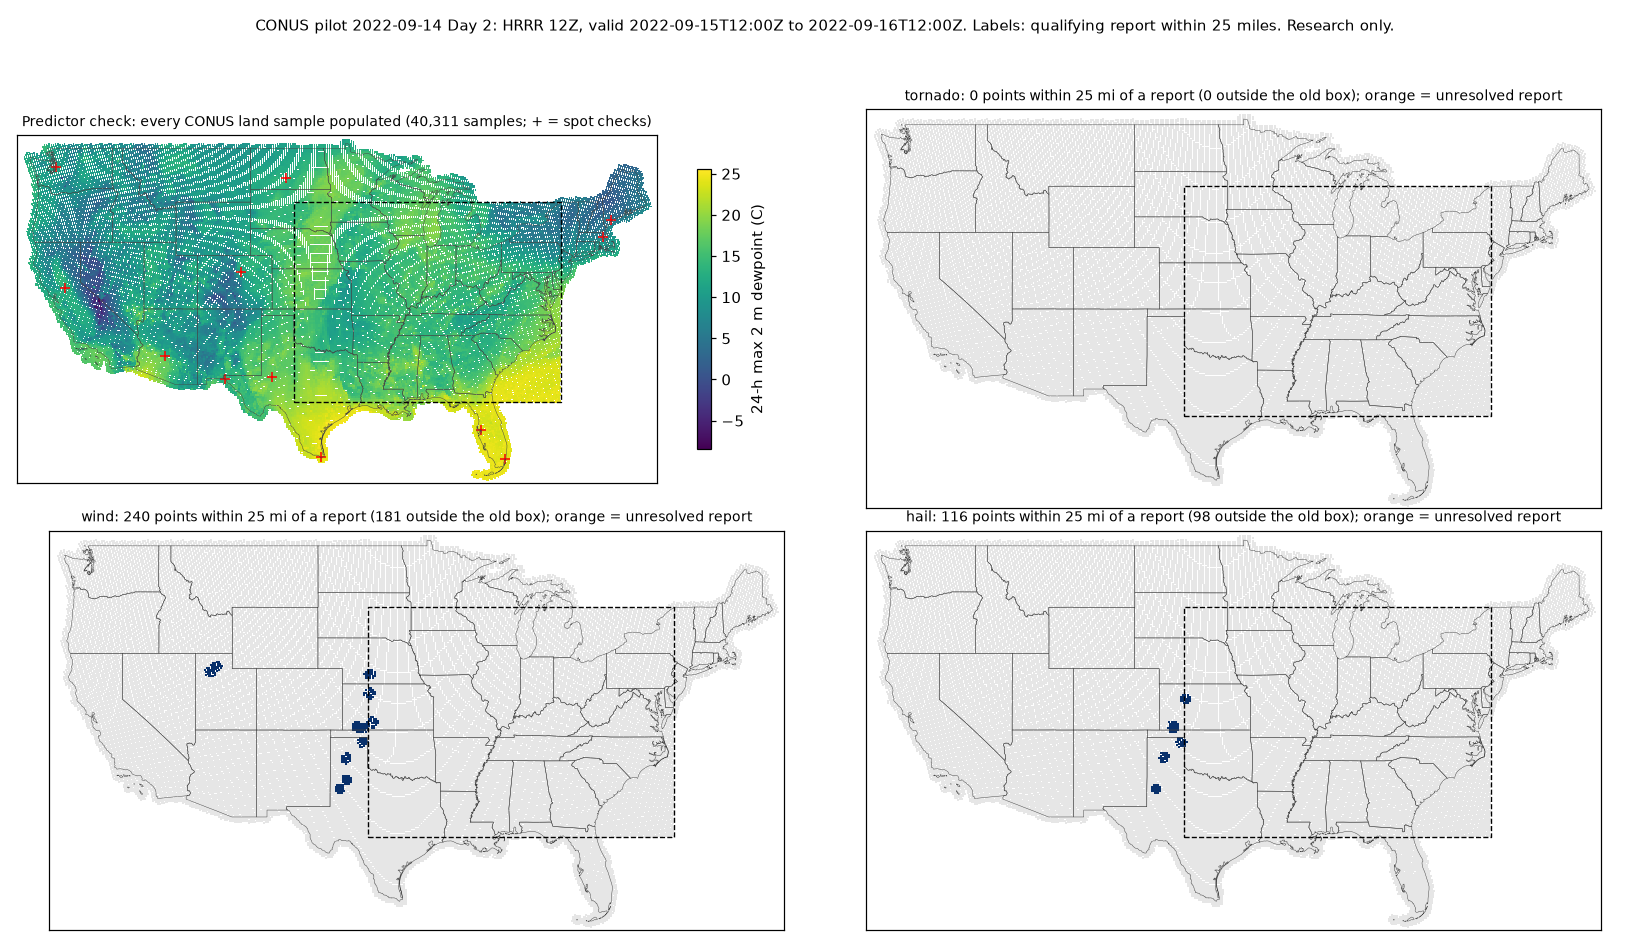 CONUS pilot 2022-09-14 Day 2: HRRR 12Z, valid 2022-09-15T12:00Z to 2022-09-16T12:00Z. Labels: qualifying report within 25 miles. Research only.
Predictor check: every CONUS land sample populated (40,311 samples; + = spot checks)
25
20
15
10
5
0
−5
24-h max 2 m dewpoint (C)
tornado: 0 points within 25 mi of a report (0 outside the old box); orange = unresolved report
wind: 240 points within 25 mi of a report (181 outside the old box); orange = unresolved report
hail: 116 points within 25 mi of a report (98 outside the old box); orange = unresolved report